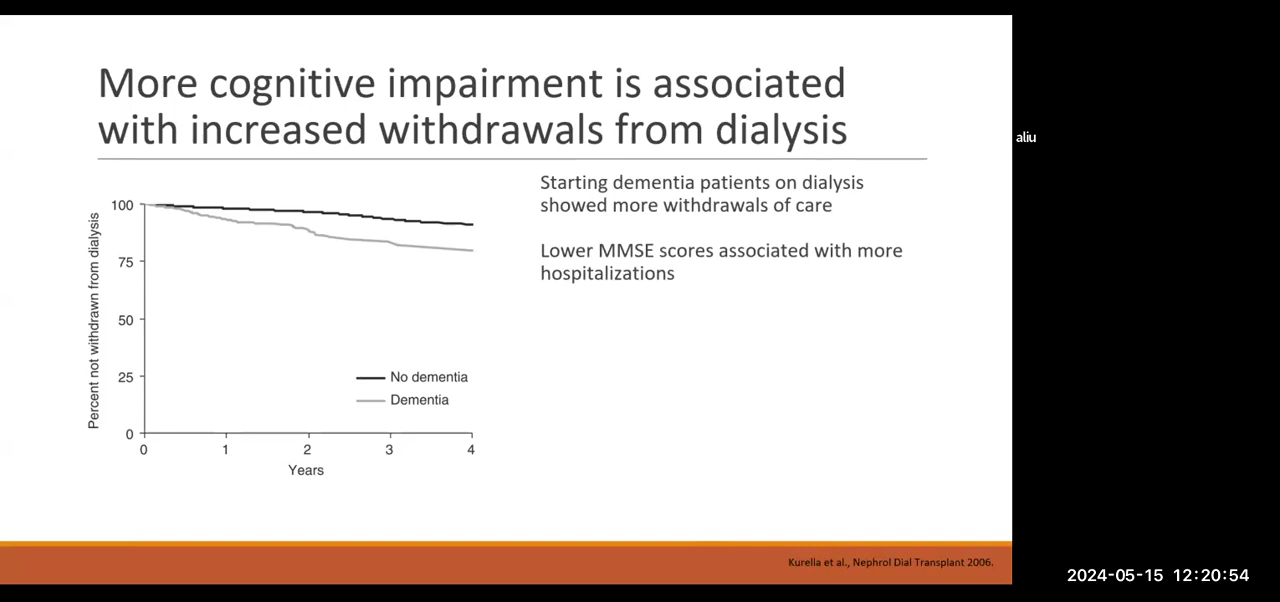 More cognitive impairment is associated
with increased withdrawals from dialysis
aliu
Starting dementia patients on dialysis
showed more withdrawals of care
Lower MMSE scores associated with more
hospitalizations
Percent not withdrawn from dialysis
100
75
50
25
0
No dementia
Dementia
0 1 2 3 4
Years
Kurella et al., Nephrol Dial Transplant 2006.
2024-05-15 12:20:54